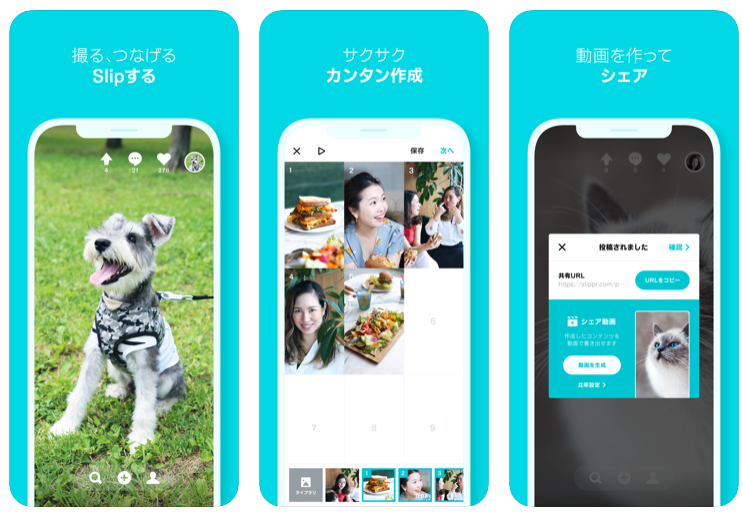 撮る、つなげる
Slipする
4
21
276
サクサク
カンタン作成
保存
次へ
1
2
3
4
5
6
7
8
9
ライブラリ
1
2
3
動画を作って
シェア
投稿されました
確認
共有URL
https://slippr.com/p…
URLをコピー
シェア動画
作成したコンテンツを
動画で書き出せます
動画を生成
共有設定